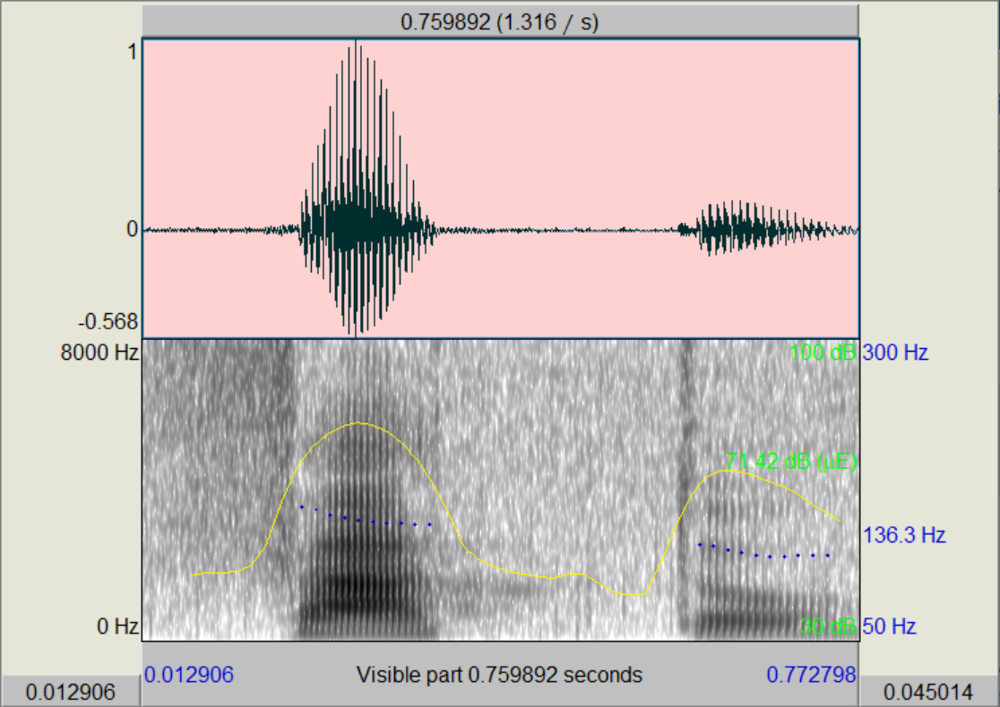 0.759892 (1.316 / s)
1
0
-0.568
8000 Hz
100 dB
300 Hz
71.42 dB (µE)
136.3 Hz
0 Hz
30 dB
50 Hz
0.012906
Visible part 0.759892 seconds
0.772798
0.012906
0.045014